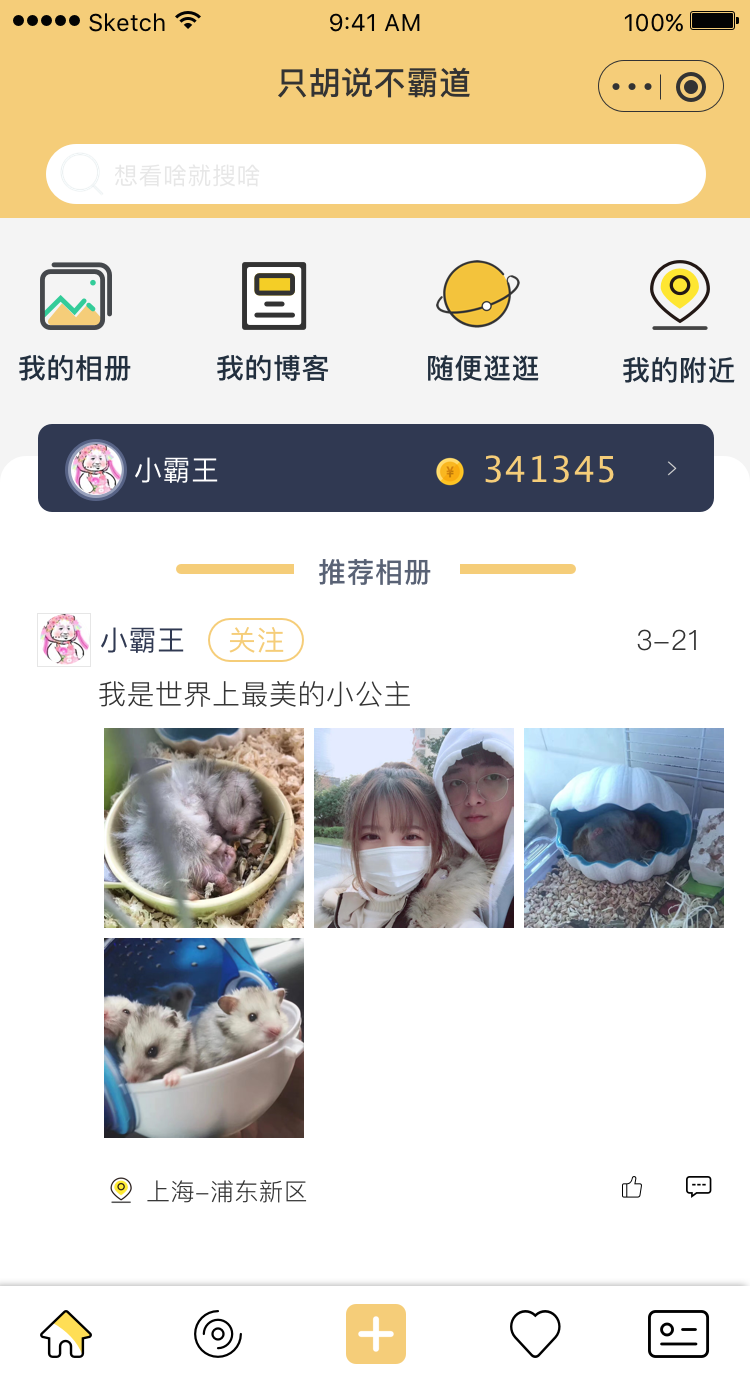 Sketch 9:41 AM 100%
只胡说不霸道
想看啥就搜啥
我的相册 我的博客 随便逛逛 我的附近
小霸王 ¥ 341345
推荐相册
小霸王 关注 3-21
我是世界上最美的小公主
上海-浦东新区